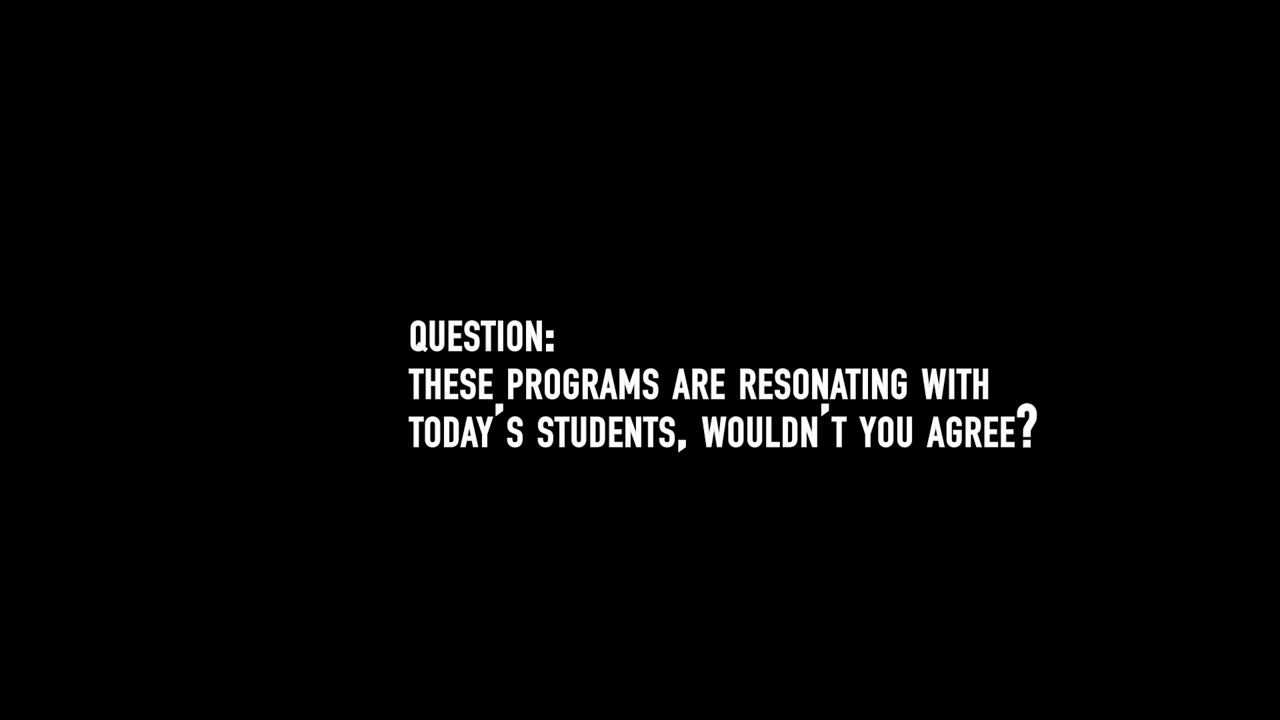 QUESTION:
THESE PROGRAMS ARE RESONATING WITH
TODAY'S STUDENTS, WOULDN'T YOU AGREE?